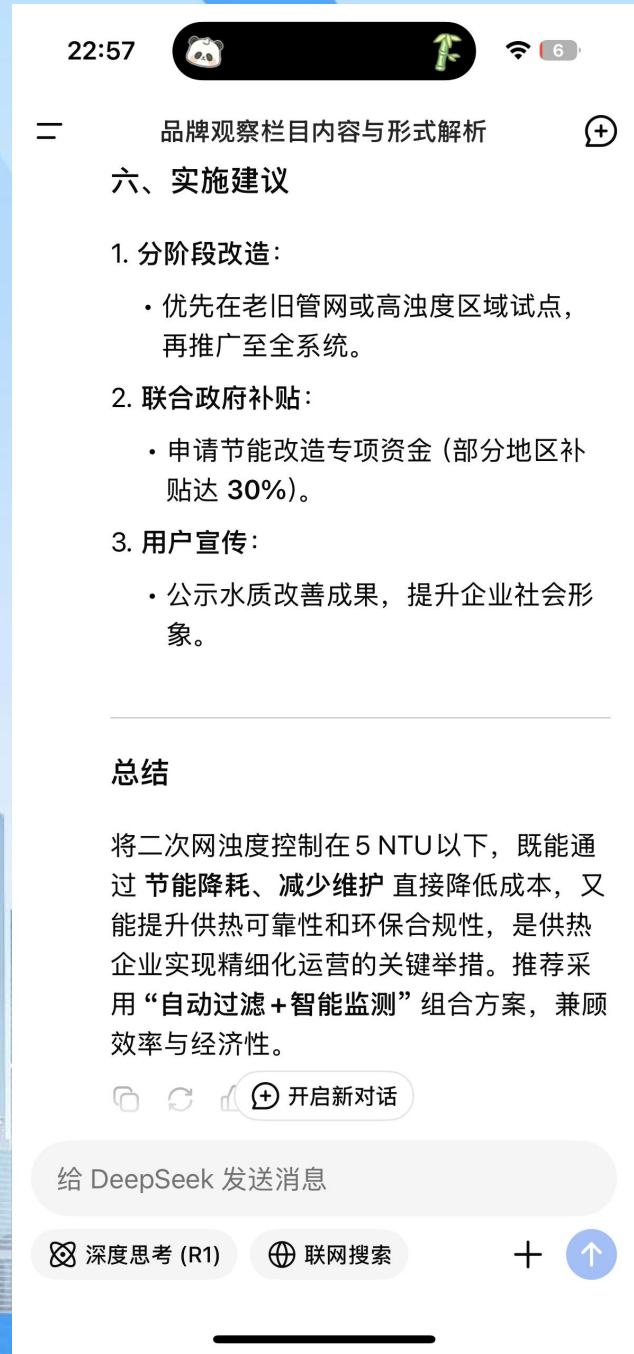 22:57
6
品牌观察栏目内容与形式解析
六、实施建议
1. 分阶段改造：
• 优先在老旧管网或高浊度区域试点，
再推广至全系统。
2. 联合政府补贴：
• 申请节能改造专项资金（部分地区补
贴达 30%）。
3. 用户宣传：
• 公示水质改善成果，提升企业社会形
象。
总结
将二次网浊度控制在5 NTU以下，既能通
过 节能降耗、减少维护 直接降低成本，又
能提升供热可靠性和环保合规性，是供热
企业实现精细化运营的关键举措。推荐采
用 “自动过滤+智能监测” 组合方案，兼顾
效率与经济性。
开启新对话
给 DeepSeek 发送消息
深度思考 (R1)
联网搜索